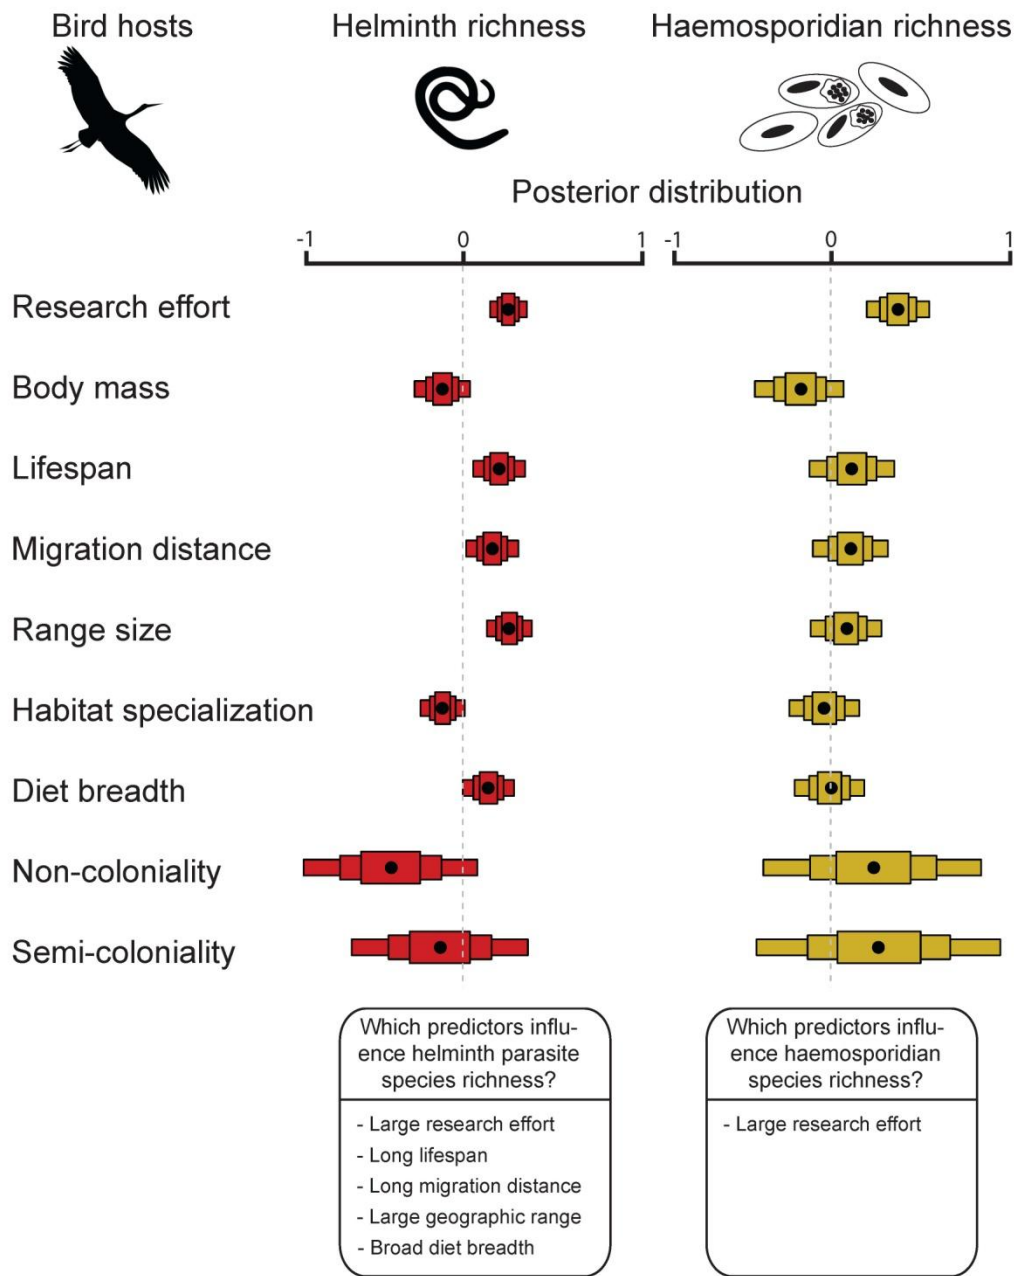 Bird hosts
Helminth richness
Haemosporidian richness
Posterior distribution
-1 0 1 -1 0 1
Research effort
Body mass
Lifespan
Migration distance
Range size
Habitat specialization
Diet breadth
Non-coloniality
Semi-coloniality
Which predictors influ-
ence helminth parasite
species richness?
- Large research effort
- Long lifespan
- Long migration distance
- Large geographic range
- Broad diet breadth
Which predictors influ-
ence haemosporidian
species richness?
- Large research effort